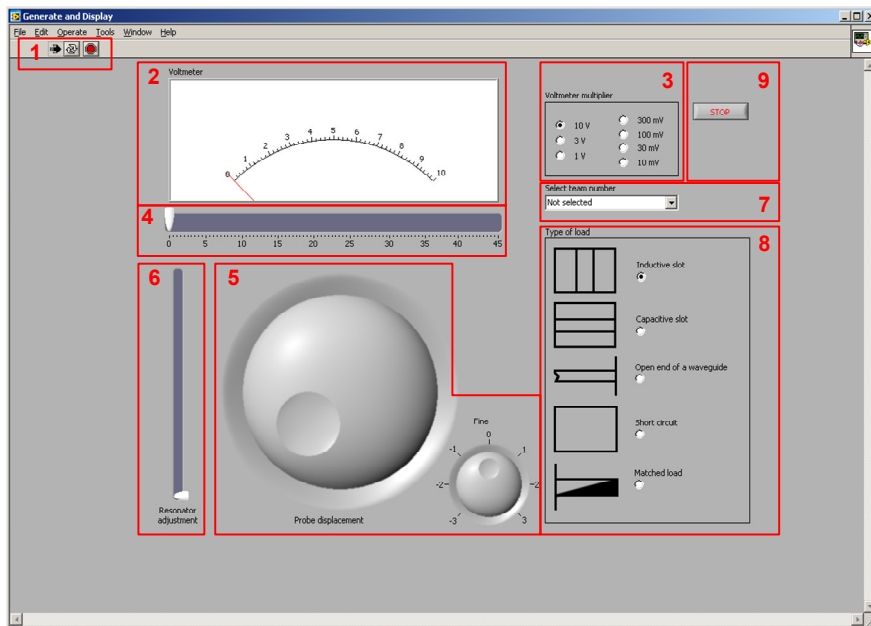 Generate and Display
File Edit Operate Tools Window Help
1
2
Voltmeter
0 1 2 3 4 5 6 7 8 9 10
3
Voltmeter multiplier
10 V 300 mV
3 V 100 mV
1 V 30 mV
10 mV
9
STOP
Select team number
Not selected
7
4
0 5 10 15 20 25 30 35 40 45
6
Resonator
adjustment
5
Probe displacement
Fine
-3 -2 -1 0 1 2 3
Type of load
8
Inductive slot
Capacitive slot
Open end of a waveguide
Short circuit
Matched load